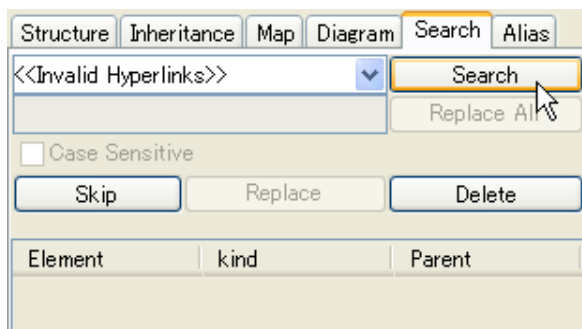 Structure Inheritance Map Diagram Search Alias
<<Invalid Hyperlinks>> Search
Replace All
Case Sensitive
Skip Replace Delete
Element kind Parent